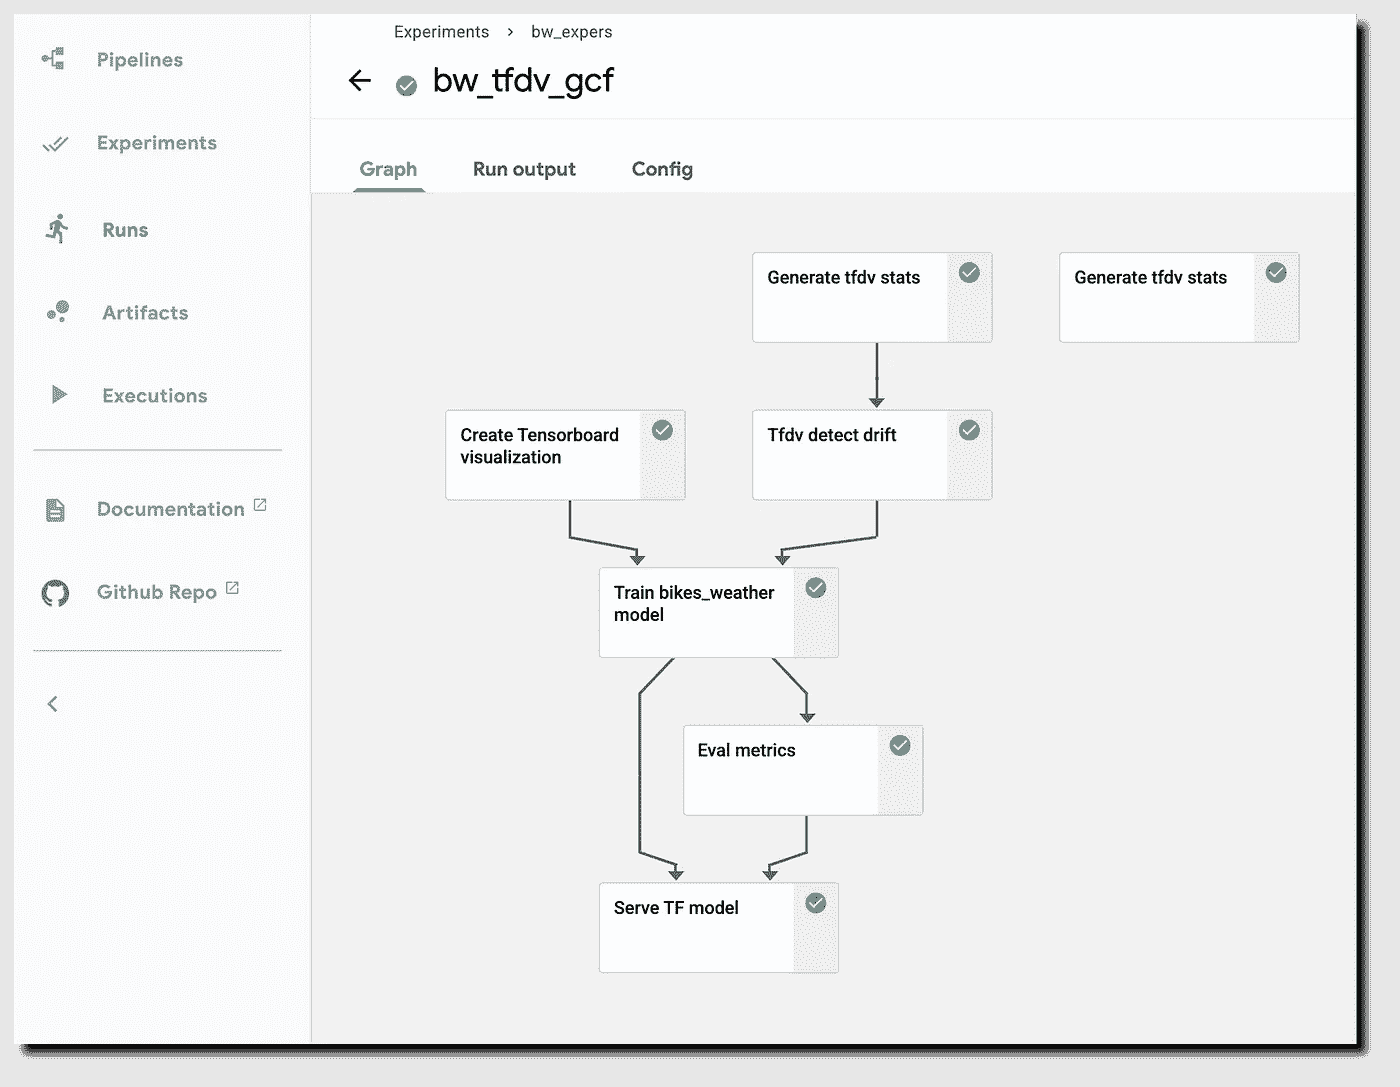 Pipelines
Experiments
Runs
Artifacts
Executions
Documentation
Github Repo
Experiments > bw_expers
bw_tfdv_gcf
Graph Run output Config
Generate tfdv stats
Generate tfdv stats
Create Tensorboard
visualization
Tfdv detect drift
Train bikes_weather
model
Eval metrics
Serve TF model